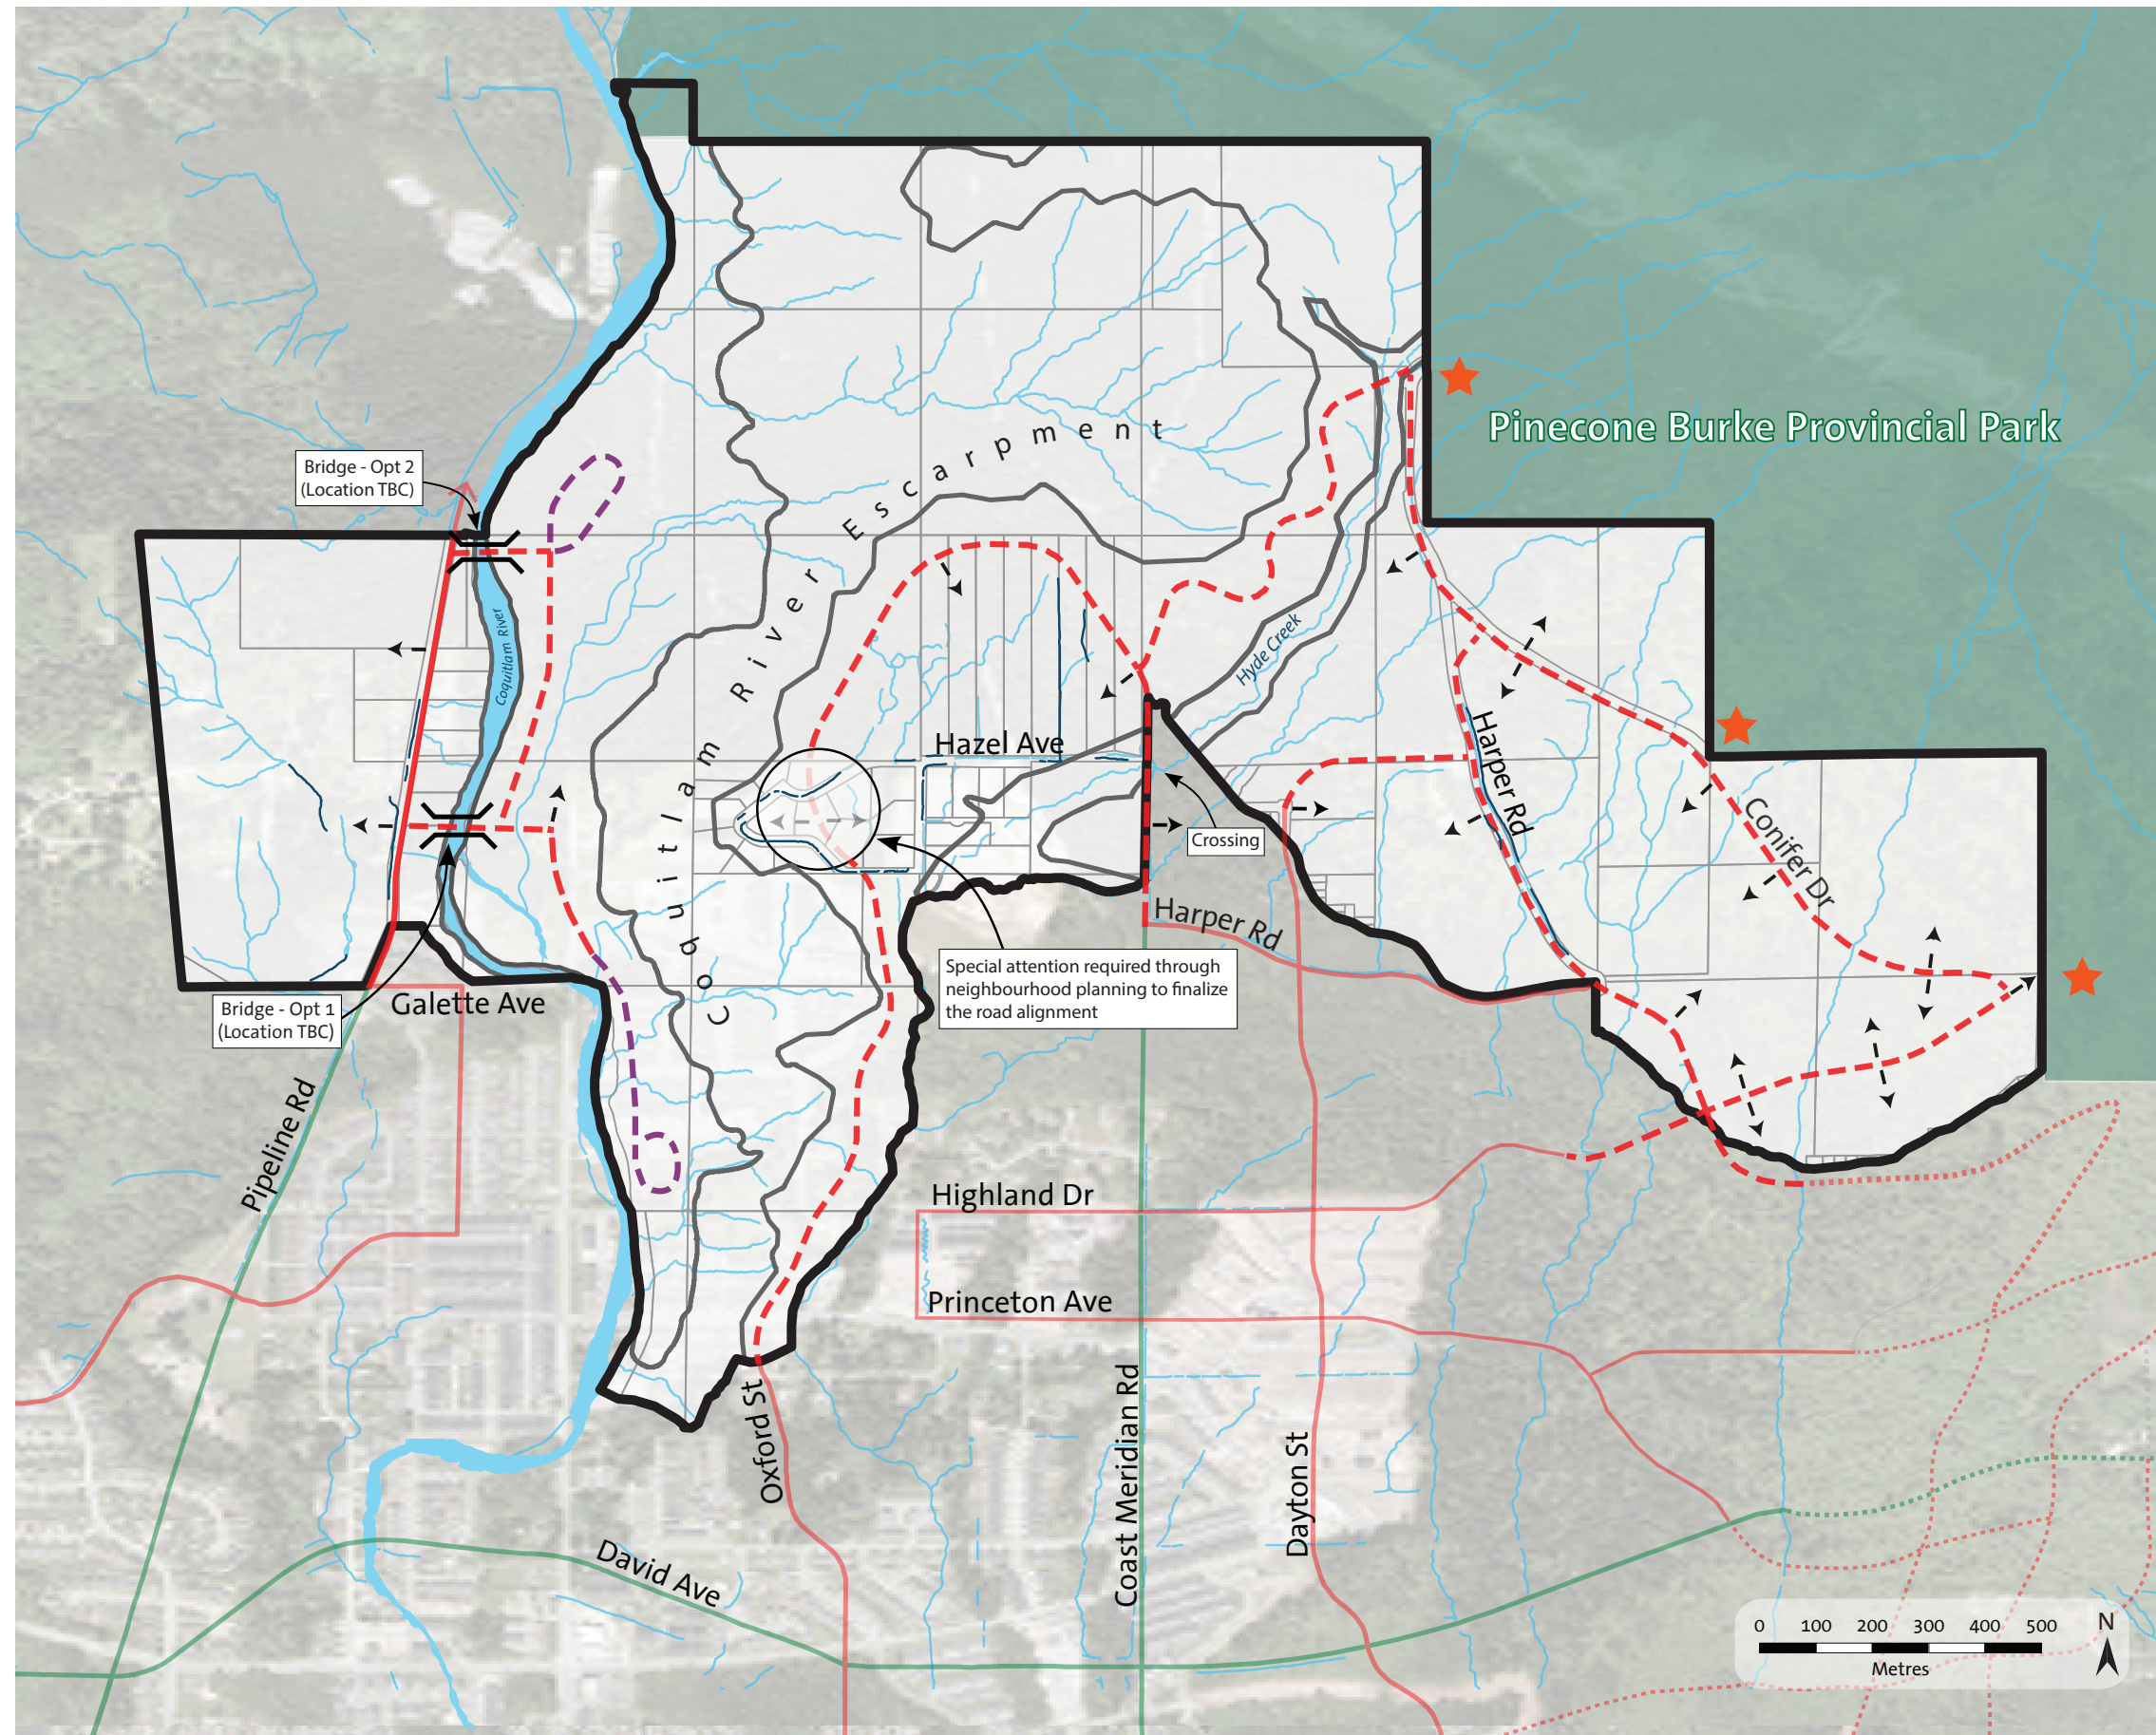 Pinecone Burke Provincial Park
Bridge - Opt 2
(Location TBC)
Coquitlam River Escarpment
Coquitlam River
Hyde Creek
Hazel Ave
Harper Rd
Conifer Dr
Crossing
Harper Rd
Special attention required through
neighbourhood planning to finalize
the road alignment
Bridge - Opt 1
(Location TBC)
Galette Ave
Pipeline Rd
Highland Dr
Princeton Ave
Oxford St
Coast Meridian Rd
Dayton St
David Ave
0 100 200 300 400 500
Metres
N